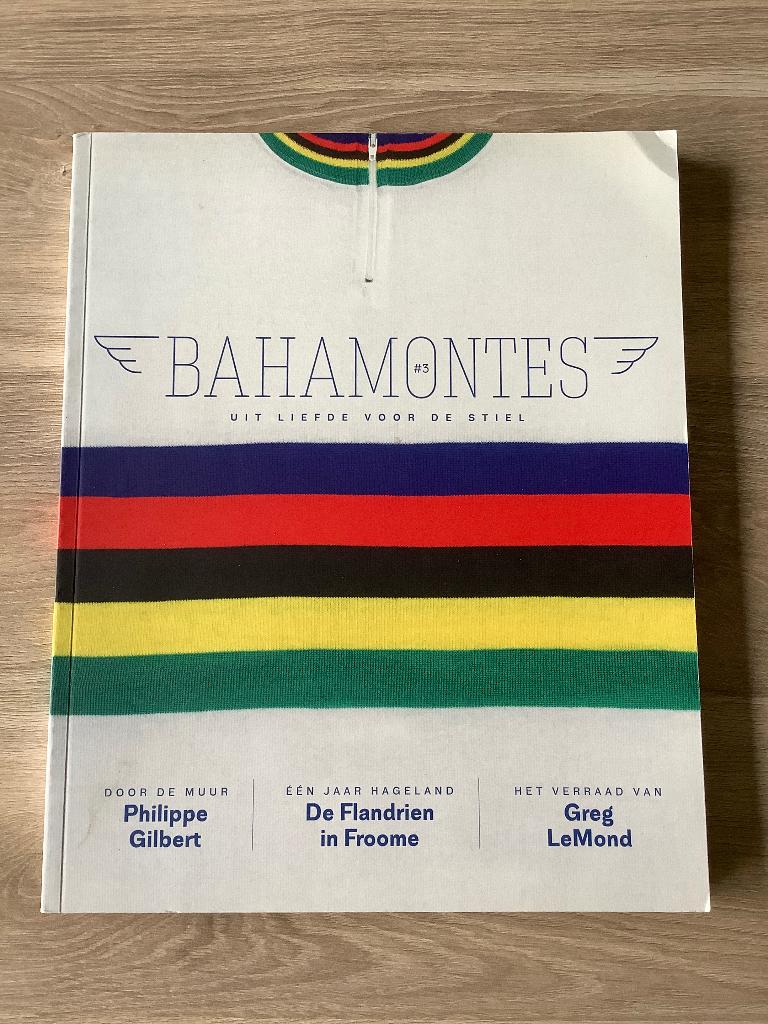 BAHAMONTES
#3
UIT LIEFDE VOOR DE STIEL
DOOR DE MUUR
Philippe
Gilbert
ÉÉN JAAR HAGELAND
De Flandrien
in Froome
HET VERRAAD VAN
Greg
LeMond